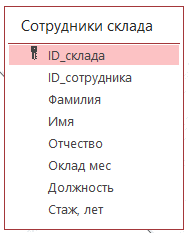 Сотрудники склада
ID_склада
ID_сотрудника
Фамилия
Имя
Отчество
Оклад мес
Должность
Стаж, лет